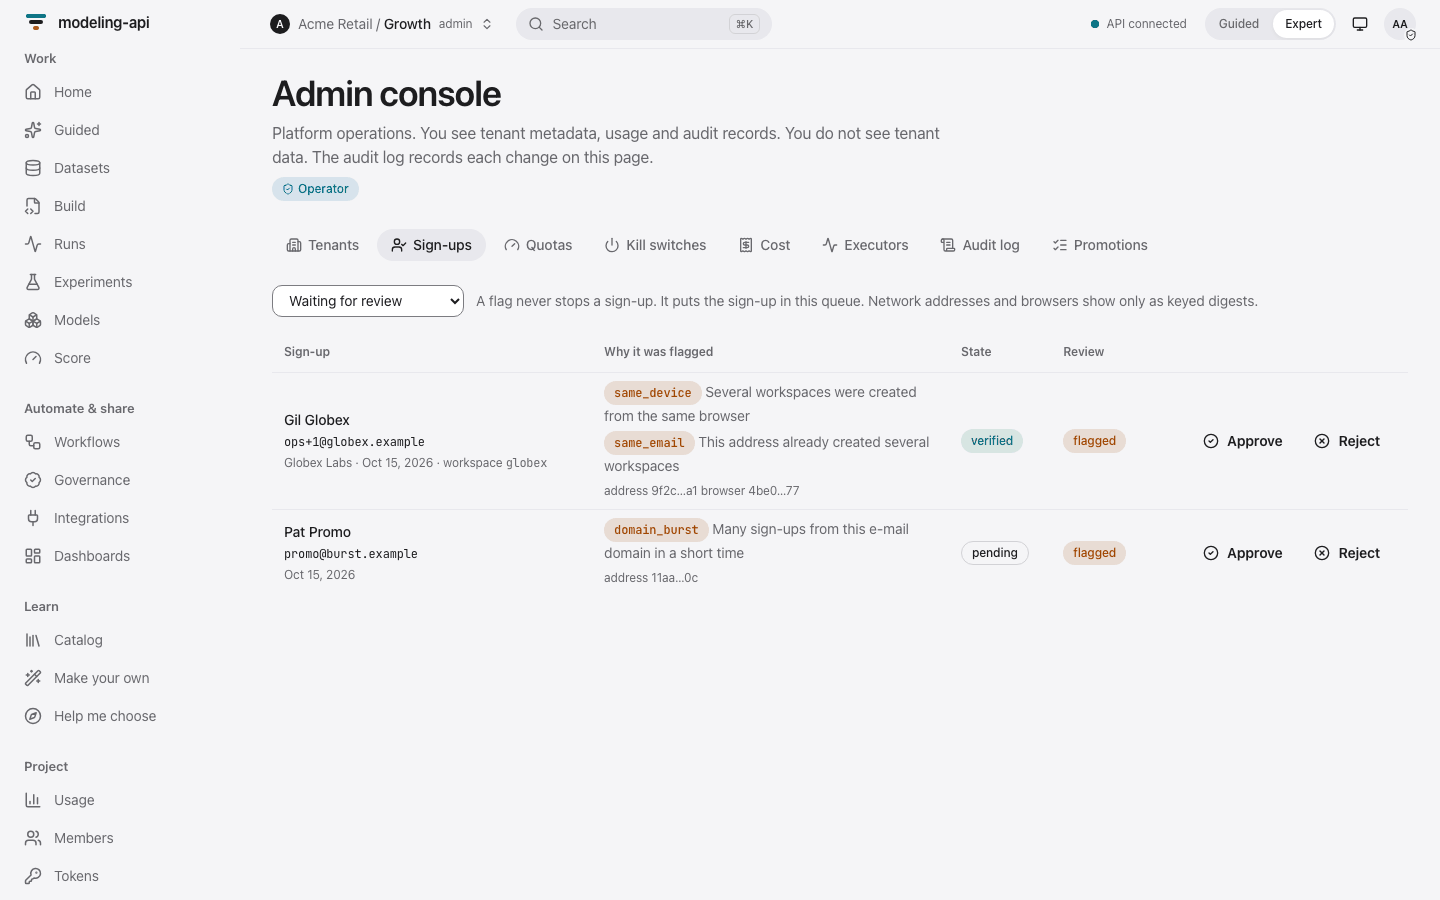 modeling-api
A Acme Retail / Growth admin
Search ⌘K
API connected
Guided Expert
AA
Work
Home
Guided
Datasets
Build
Runs
Experiments
Models
Score
Automate & share
Workflows
Governance
Integrations
Dashboards
Learn
Catalog
Make your own
Help me choose
Project
Usage
Members
Tokens
Admin console
Platform operations. You see tenant metadata, usage and audit records. You do not see tenant
data. The audit log records each change on this page.
Operator
Tenants Sign-ups Quotas Kill switches Cost Executors Audit log Promotions
Waiting for review A flag never stops a sign-up. It puts the sign-up in this queue. Network addresses and browsers show only as keyed digests.
Sign-up Why it was flagged State Review
Gil Globex
ops+1@globex.example
Globex Labs · Oct 15, 2026 · workspace globex
same_device Several workspaces were created
from the same browser
same_email This address already created several
workspaces
address 9f2c…a1 browser 4be0…77
verified flagged Approve Reject
Pat Promo
promo@burst.example
Oct 15, 2026
domain_burst Many sign-ups from this e-mail
domain in a short time
address 11aa…0c
pending flagged Approve Reject